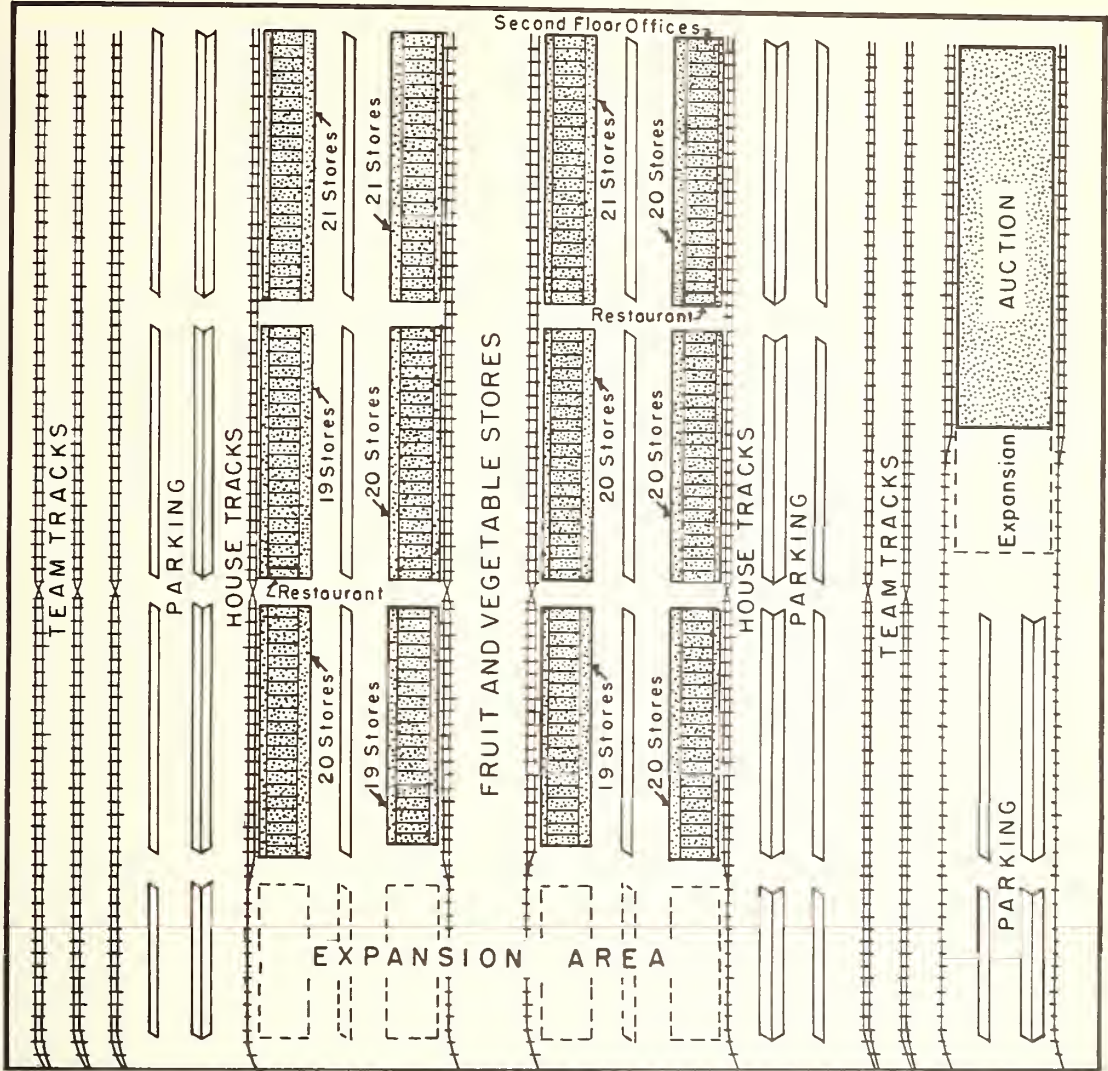 Second Floor Offices
21 Stores
21 Stores
21 Stores
20 Stores
AUCTION
Restaurant
TEAM TRACKS
PARKING
HOUSE TRACKS
19 Stores
20 Stores
FRUIT AND VEGETABLE STORES
20 Stores
20 Stores
HOUSE TRACKS
PARKING
TEAM TRACKS
Expansion
Restaurant
20 Stores
19 Stores
19 Stores
20 Stores
PARKING
EXPANSION AREA